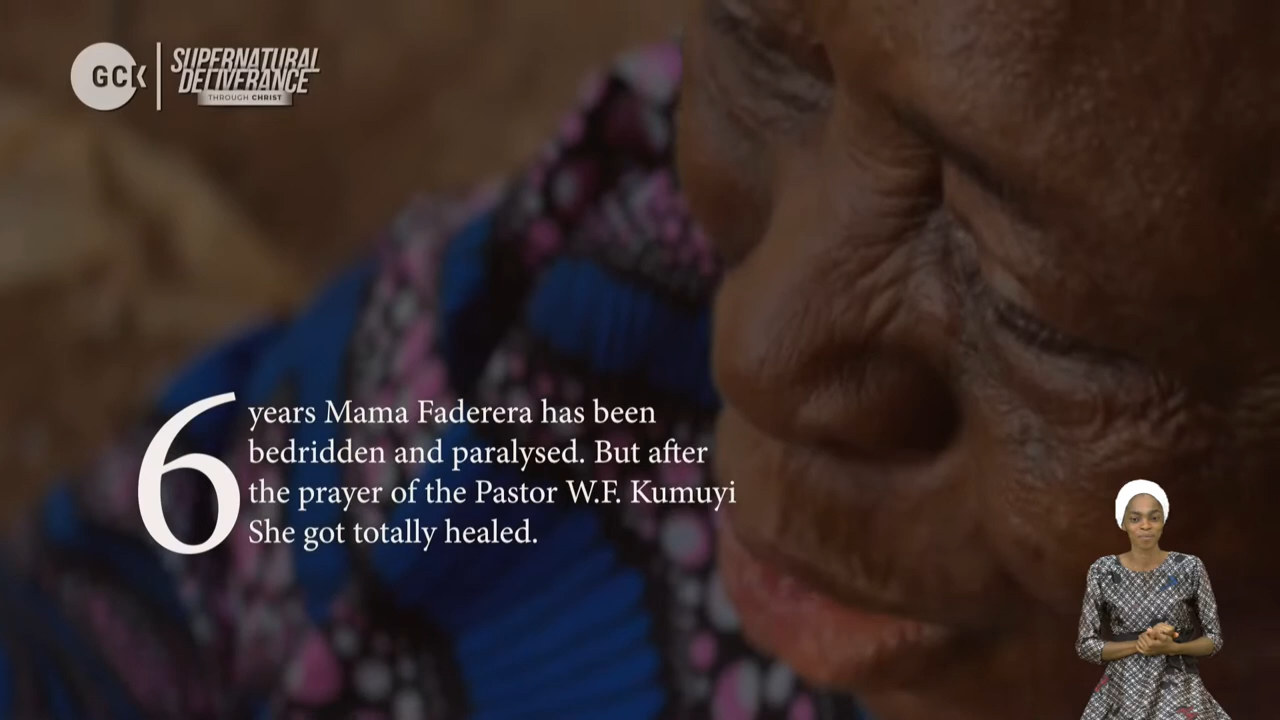 GCK
SUPERNATURAL
DELIVERANCE
THROUGH CHRIST
6 years Mama Faderera has been
bedridden and paralysed. But after
the prayer of the Pastor W.F. Kumuyi
She got totally healed.